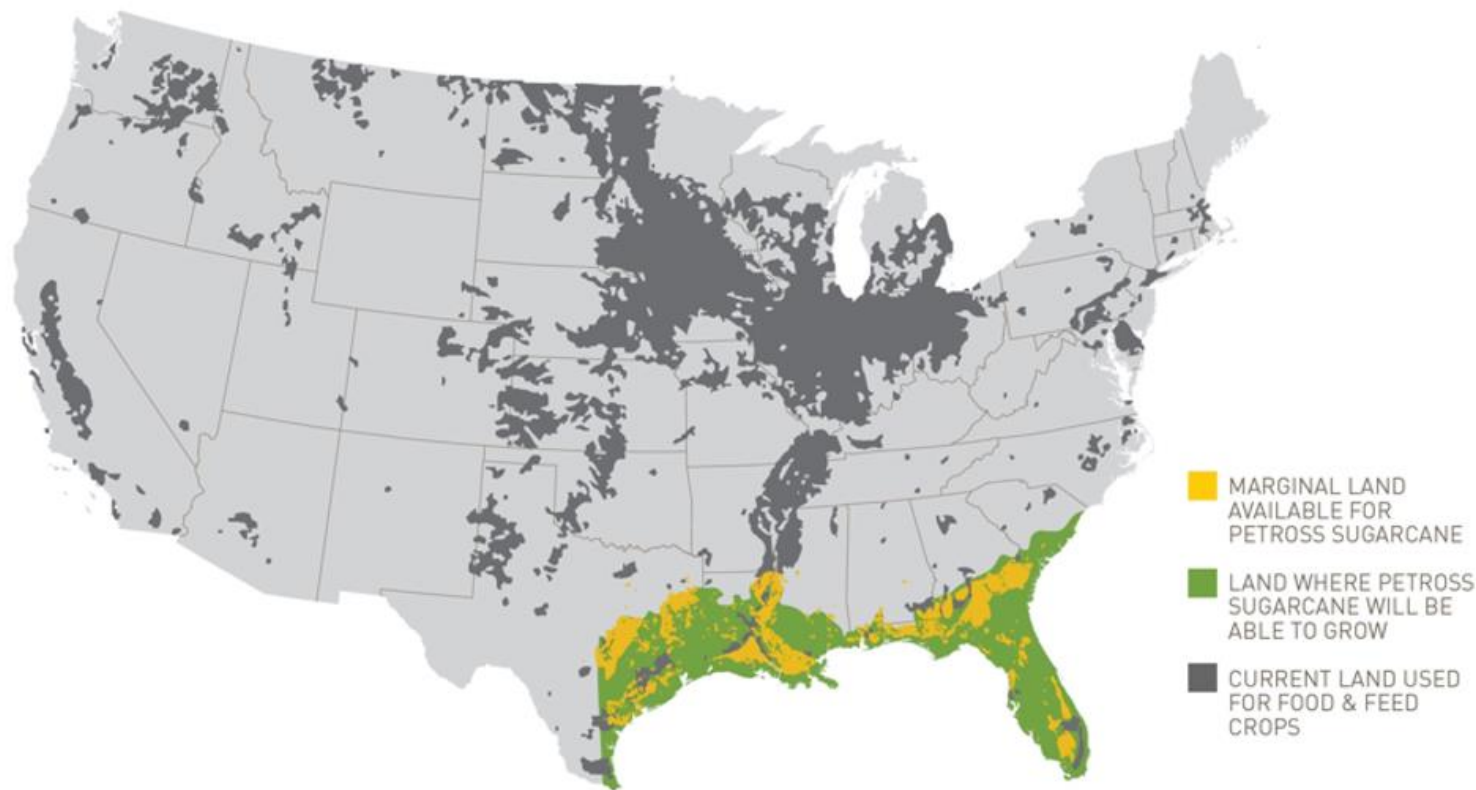 MARGINAL LAND
AVAILABLE FOR
PETROSS SUGARCANE
LAND WHERE PETROSS
SUGARCANE WILL BE
ABLE TO GROW
CURRENT LAND USED
FOR FOOD & FEED
CROPS